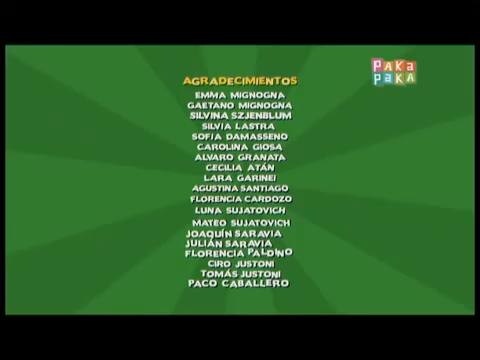 PAKA
PAKA
AGRADECIMIENTOS
EMMA MIGNOGNA
GAETANO MIGNOGNA
SILVINA SZJENBLUM
SILVIA LASTRA
SOFIA DAMASSENO
CAROLINA GIOSA
ALVARO GRANATA
CECILIA ATÁN
LARA GARINEI
AGUSTINA SANTIAGO
FLORENCIA CARDOZO
LUNA SUJATOVICH
MATEO SUJATOVICH
JOAQUÍN SARAVIA
JULIÁN SARAVIA
FLORENCIA PALDINO
CIRO JUSTONI
TOMÁS JUSTONI
PACO CABALLERO